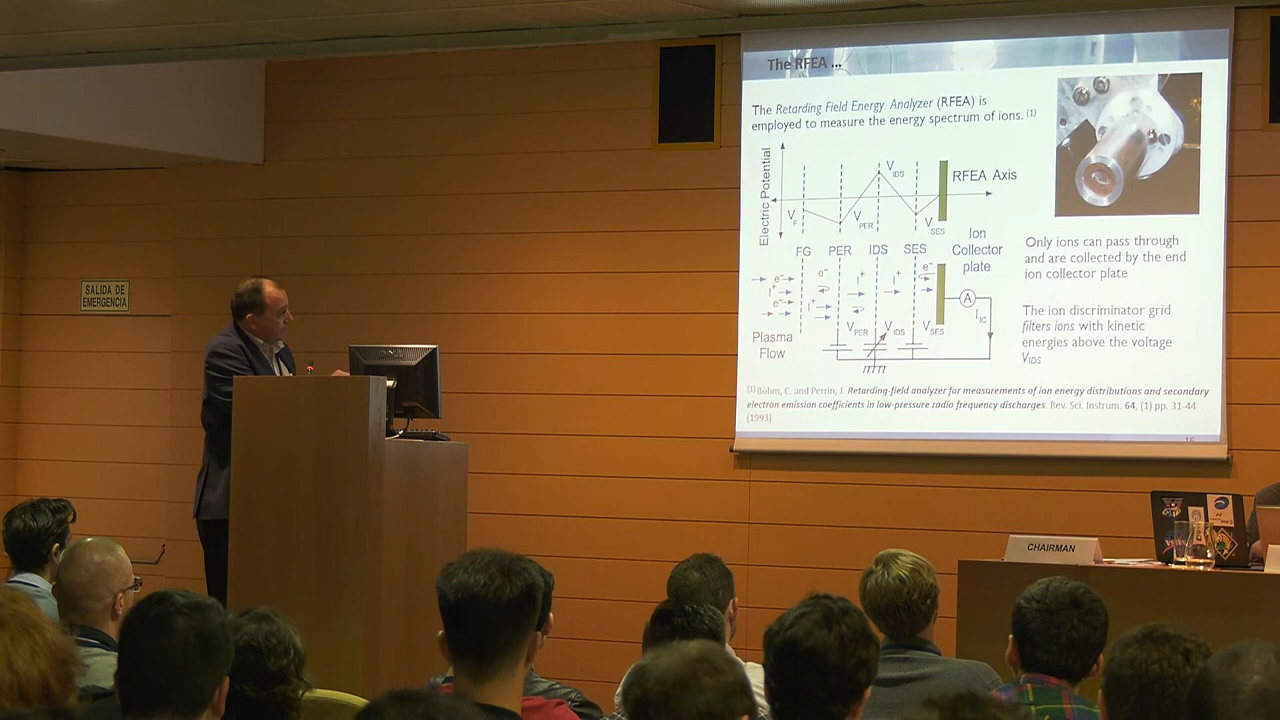 The RFEA ...
The Retarding Field Energy Analyzer (RFEA) is
employed to measure the energy spectrum of ions. (1)
Electric Potential
VIDS
RFEA Axis
VF
VPER
VSES
FG PER IDS SES
Ion
Collector
plate
Only ions can pass through
and are collected by the end
ion collector plate
e-
I+
e-
e-
e-
I+
I+
I+
e-
A
IIC
VPER
VIDS
VSES
Plasma
Flow
The ion discriminator grid
filters ions with kinetic
energies above the voltage
VIDS
(1) Böhm, C. and Perrin, J. Retarding-field analyzer for measurements of ion energy distributions and secondary
electron emission coefficients in low-pressure radio frequency discharges. Rev. Sci. Instrum. 64, (1) pp. 31-44
(1993)
16
SALIDA DE
EMERGENCIA
CHAIRMAN